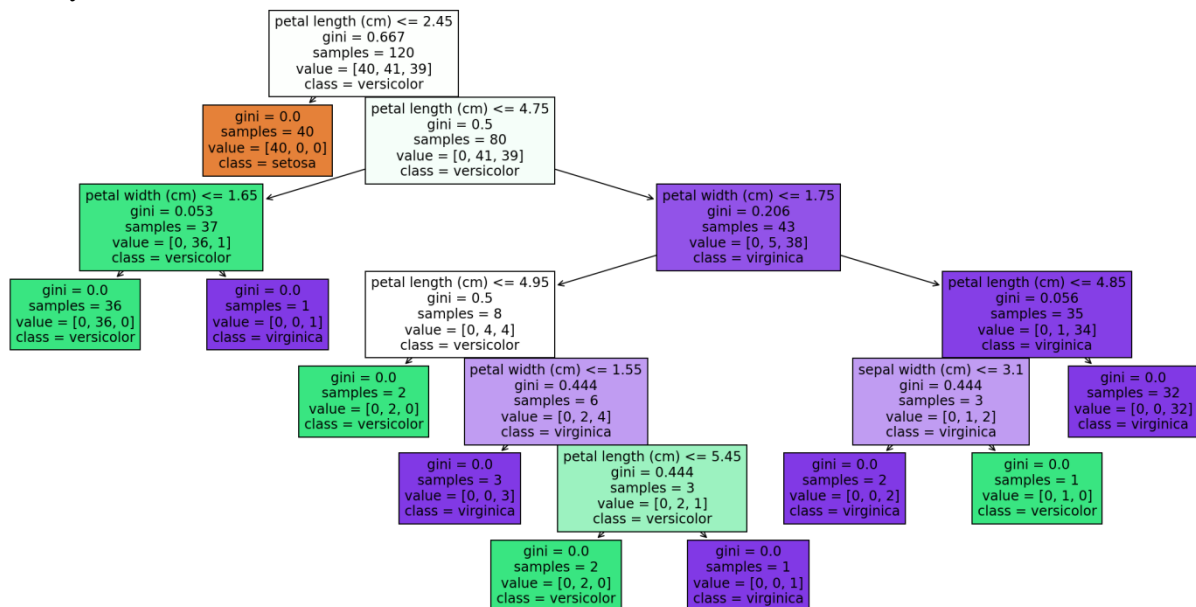 petal length (cm) <= 2.45
gini = 0.667
samples = 120
value = [40, 41, 39]
class = versicolor
gini = 0.0
samples = 40
value = [40, 0, 0]
class = setosa
petal length (cm) <= 4.75
gini = 0.5
samples = 80
value = [0, 41, 39]
class = versicolor
petal width (cm) <= 1.65
gini = 0.053
samples = 37
value = [0, 36, 1]
class = versicolor
petal width (cm) <= 1.75
gini = 0.206
samples = 43
value = [0, 5, 38]
class = virginica
gini = 0.0
samples = 36
value = [0, 36, 0]
class = versicolor
gini = 0.0
samples = 1
value = [0, 0, 1]
class = virginica
petal length (cm) <= 4.95
gini = 0.5
samples = 8
value = [0, 4, 4]
class = versicolor
petal length (cm) <= 4.85
gini = 0.056
samples = 35
value = [0, 1, 34]
class = virginica
gini = 0.0
samples = 2
value = [0, 2, 0]
class = versicolor
petal width (cm) <= 1.55
gini = 0.444
samples = 6
value = [0, 2, 4]
class = virginica
sepal width (cm) <= 3.1
gini = 0.444
samples = 3
value = [0, 1, 2]
class = virginica
gini = 0.0
samples = 32
value = [0, 0, 32]
class = virginica
gini = 0.0
samples = 3
value = [0, 0, 3]
class = virginica
petal length (cm) <= 5.45
gini = 0.444
samples = 3
value = [0, 2, 1]
class = versicolor
gini = 0.0
samples = 2
value = [0, 0, 2]
class = virginica
gini = 0.0
samples = 1
value = [0, 1, 0]
class = versicolor
gini = 0.0
samples = 2
value = [0, 2, 0]
class = versicolor
gini = 0.0
samples = 1
value = [0, 0, 1]
class = virginica